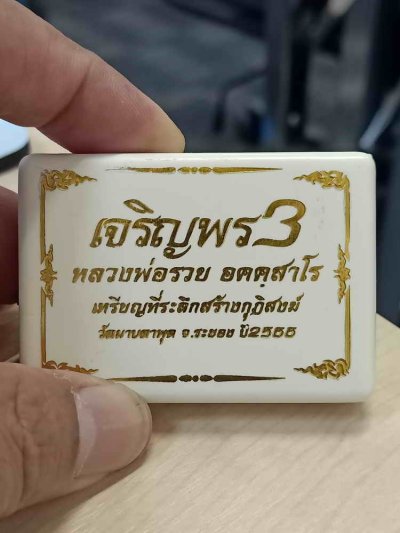 เจริญพร3
หลวงพ่อรวย อคฺคสาโร
เหรียญที่ระลึกสร้างกุฏิสงฆ์
วัดมาบตาพุด จ.ระยอง ปี2555